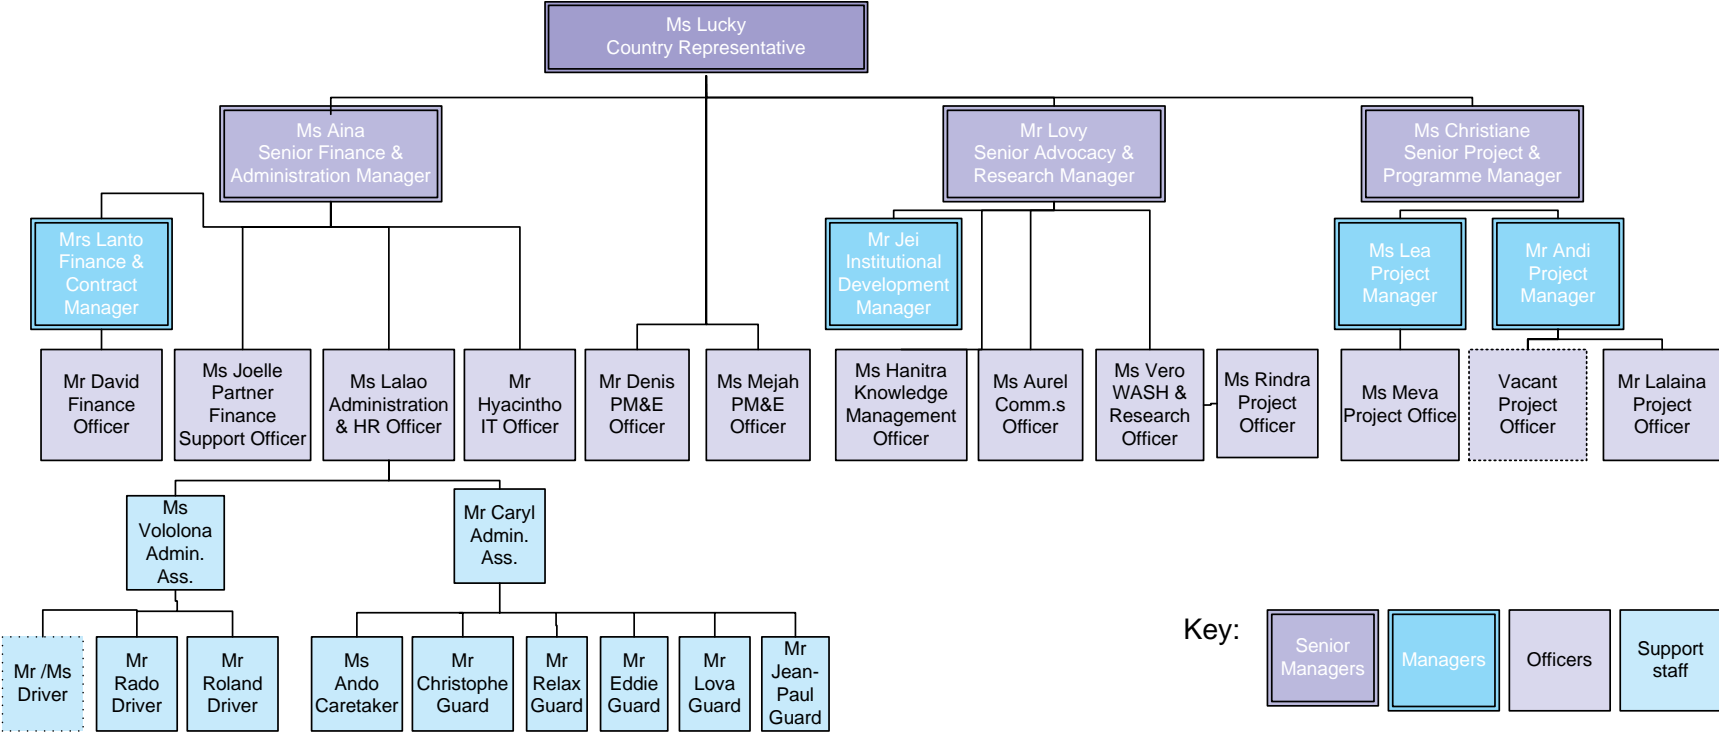 Ms Lucky
Country Representative
Ms Aina
Senior Finance &
Administration Manager
Mr Lovy
Senior Advocacy &
Research Manager
Ms Christiane
Senior Project &
Programme Manager
Mrs Lanto
Finance &
Contract
Manager
Mr Jei
Institutional
Development
Manager
Ms Lea
Project
Manager
Mr Andi
Project
Manager
Mr David
Finance
Officer
Ms Joelle
Partner
Finance
Support Officer
Ms Lalao
Administration
& HR Officer
Mr
Hyacintho
IT Officer
Mr Denis
PM&E
Officer
Ms Mejah
PM&E
Officer
Ms Hanitra
Knowledge
Management
Officer
Ms Aurel
Comm.s
Officer
Ms Vero
WASH &
Research
Officer
Ms Rindra
Project
Officer
Ms Meva
Project Office
Vacant
Project
Officer
Mr Lalaina
Project
Officer
Ms
Vololona
Admin.
Ass.
Mr Caryl
Admin.
Ass.
Mr /Ms
Driver
Mr
Rado
Driver
Mr
Roland
Driver
Ms
Ando
Caretaker
Mr
Christophe
Guard
Mr
Relax
Guard
Mr
Eddie
Guard
Mr
Lova
Guard
Mr
Jean-
Paul
Guard
Key:
Senior
Managers
Managers
Officers
Support
staff